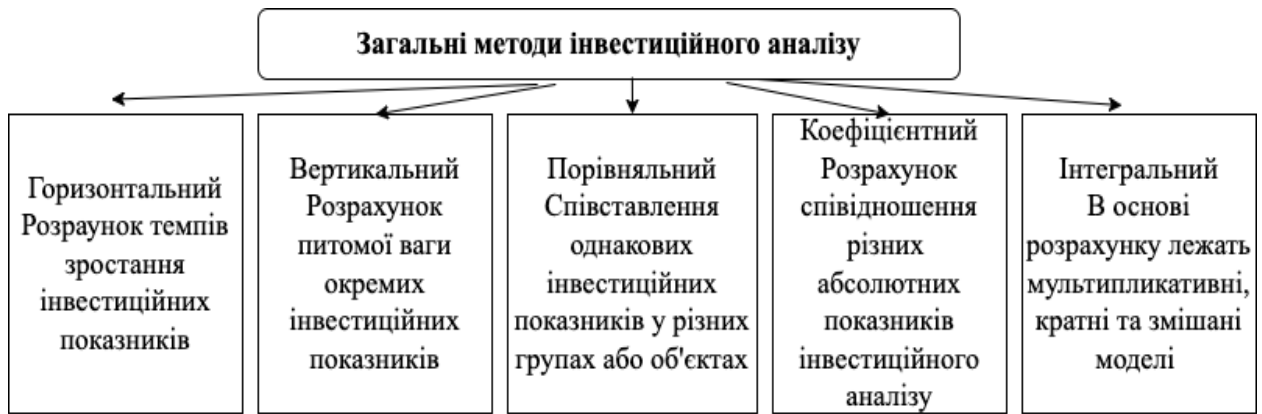 Загальні методи інвестиційного аналізу
Горизонтальний
Розраунок темпів
зростання
інвестиційних
показників
Вертикальний
Розрахунок
питомої ваги
окремих
інвестиційних
показників
Порівняльний
Співставлення
однакових
інвестиційних
показників у різних
групах або об'єктах
Коефіцієнтний
Розрахунок
співідношення
різних
абсолютних
показників
інвестиційного
аналізу
Інтегральний
В основі
розрахунку лежать
мультипликативні,
кратні та змішані
моделі